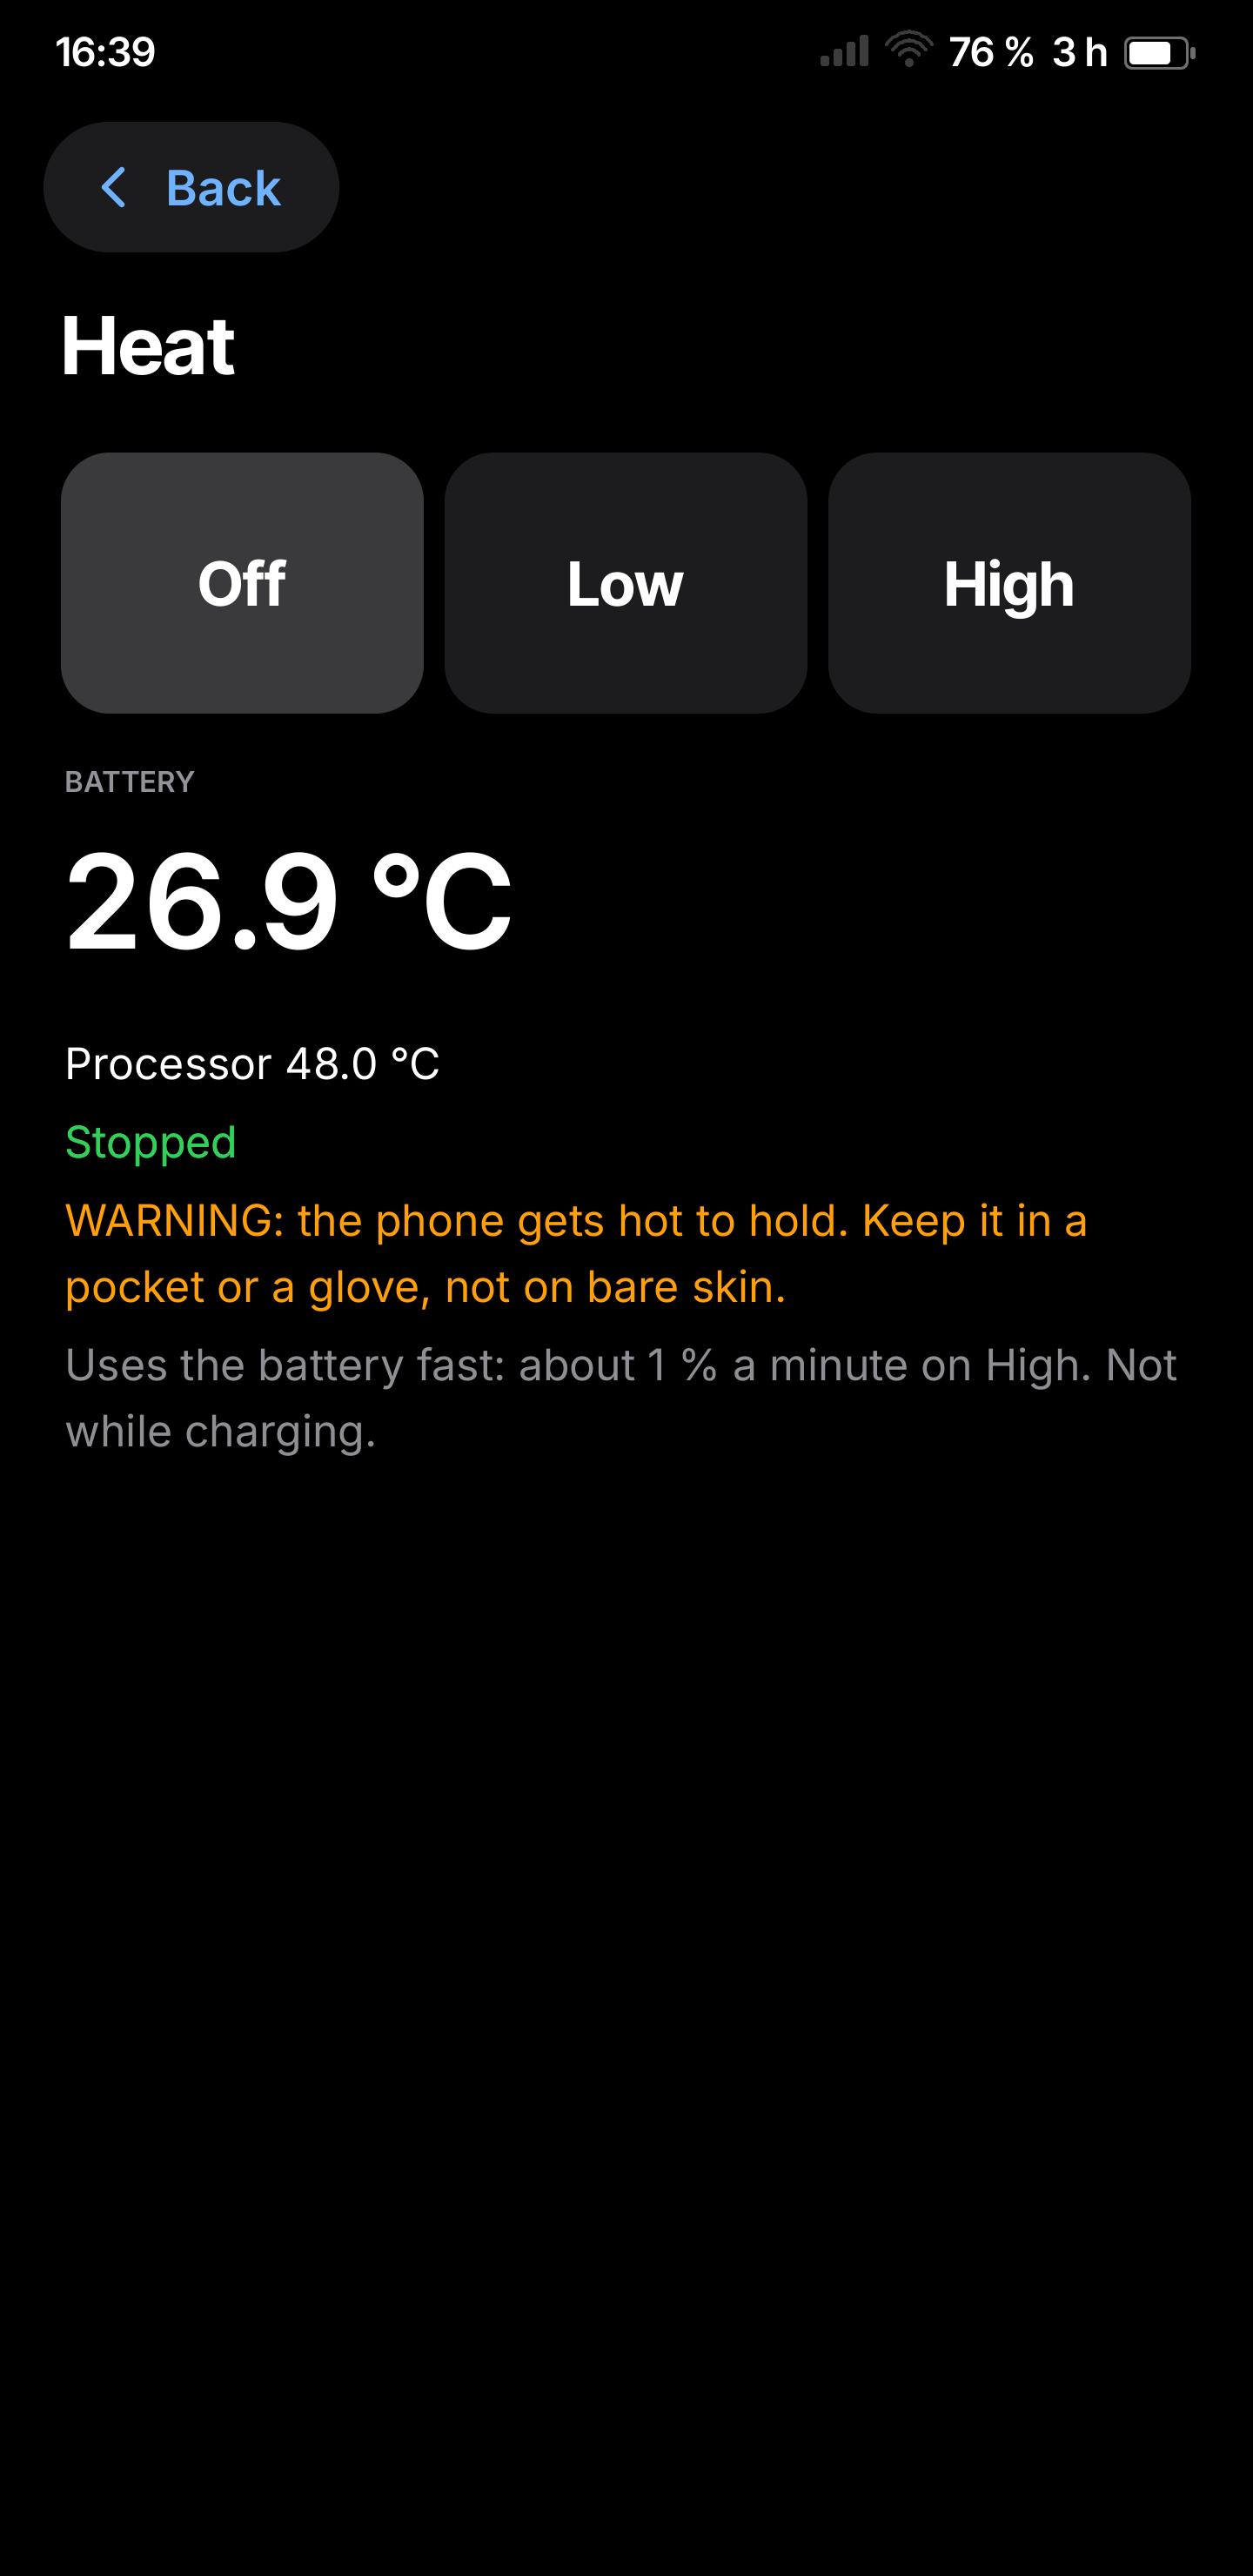 16:39 76 % 3 h
Back
Heat
Off Low High
BATTERY
26.9 °C
Processor 48.0 °C
Stopped
WARNING: the phone gets hot to hold. Keep it in a
pocket or a glove, not on bare skin.
Uses the battery fast: about 1 % a minute on High. Not
while charging.